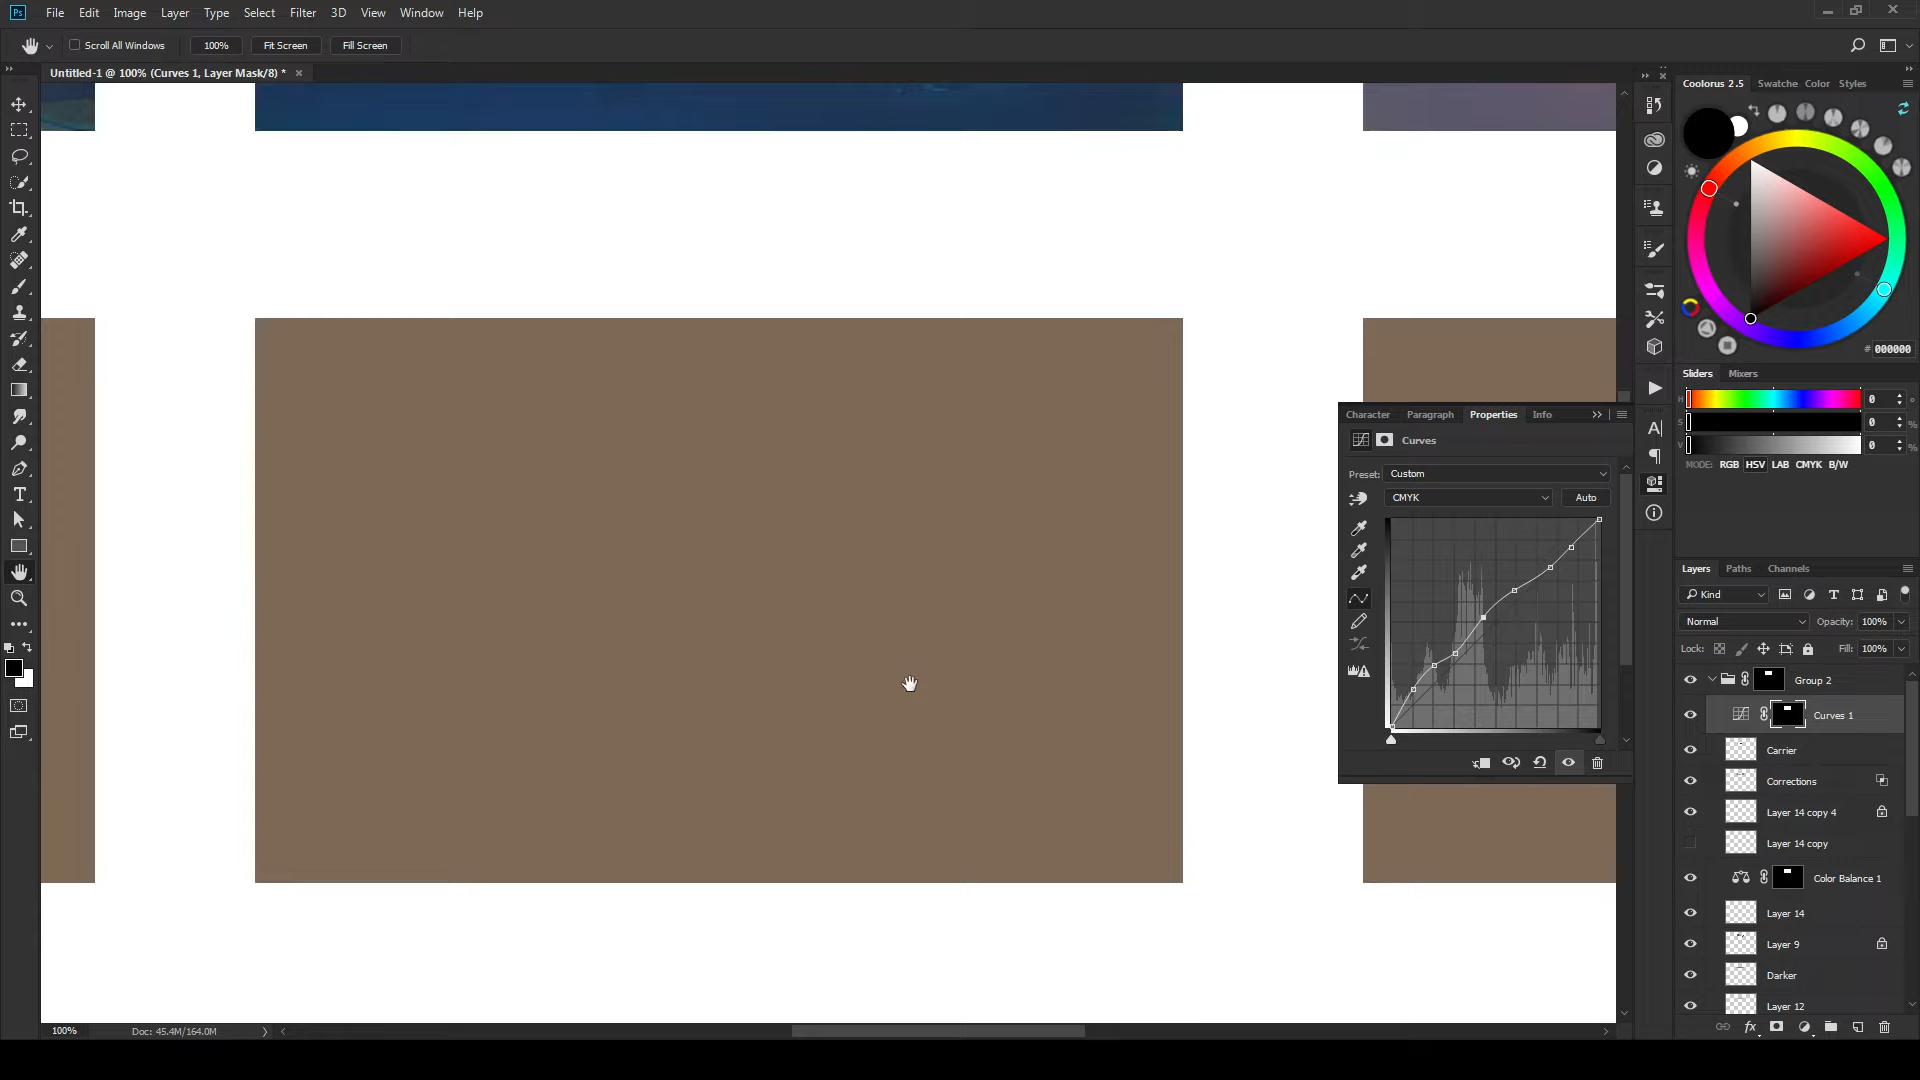 Ps File Edit Image Layer Type Select Filter 3D View Window Help
Scroll All Windows 100% Fit Screen Fill Screen
Untitled-1 @ 100% (Curves 1, Layer Mask/8) *
Coolorus 2.5 Swatche Color Styles
# 000000
Sliders Mixers
H 0 °
S 0 %
V 0 %
MODE: RGB HSV LAB CMYK B/W
Character Paragraph Properties Info
Curves
Preset: Custom
CMYK Auto
Layers Paths Channels
Kind
Normal Opacity: 100%
Lock: Fill: 100%
Group 2
Curves 1
Carrier
Corrections
Layer 14 copy 4
Layer 14 copy
Color Balance 1
Layer 14
Layer 9
Darker
Layer 12
100% Doc: 45.4M/164.0M